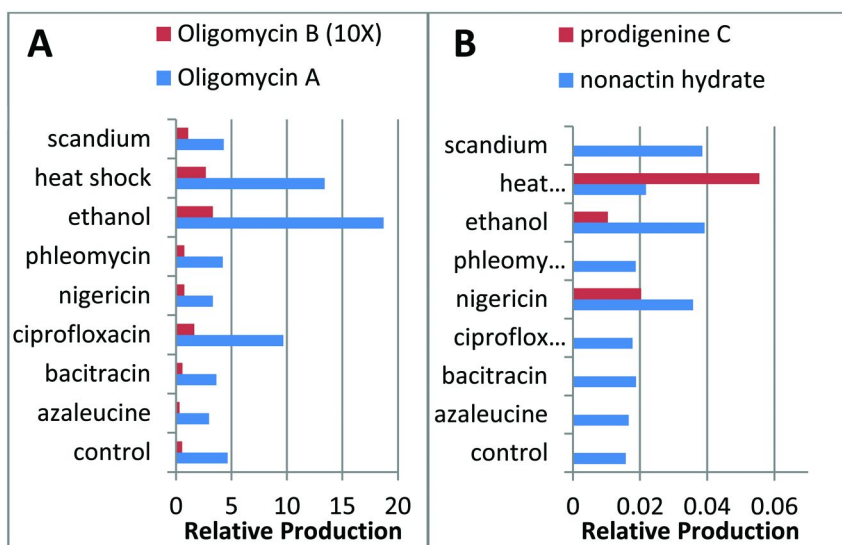 A
Oligomycin B (10X)
Oligomycin A
scandium
heat shock
ethanol
phleomycin
nigericin
ciprofloxacin
bacitracin
azaleucine
control
0 5 10 15 20
Relative Production
B
prodigenine C
nonactin hydrate
scandium
heat...
ethanol
phleomy...
nigericin
ciproflox...
bacitracin
azaleucine
control
0 0.02 0.04 0.06
Relative Production